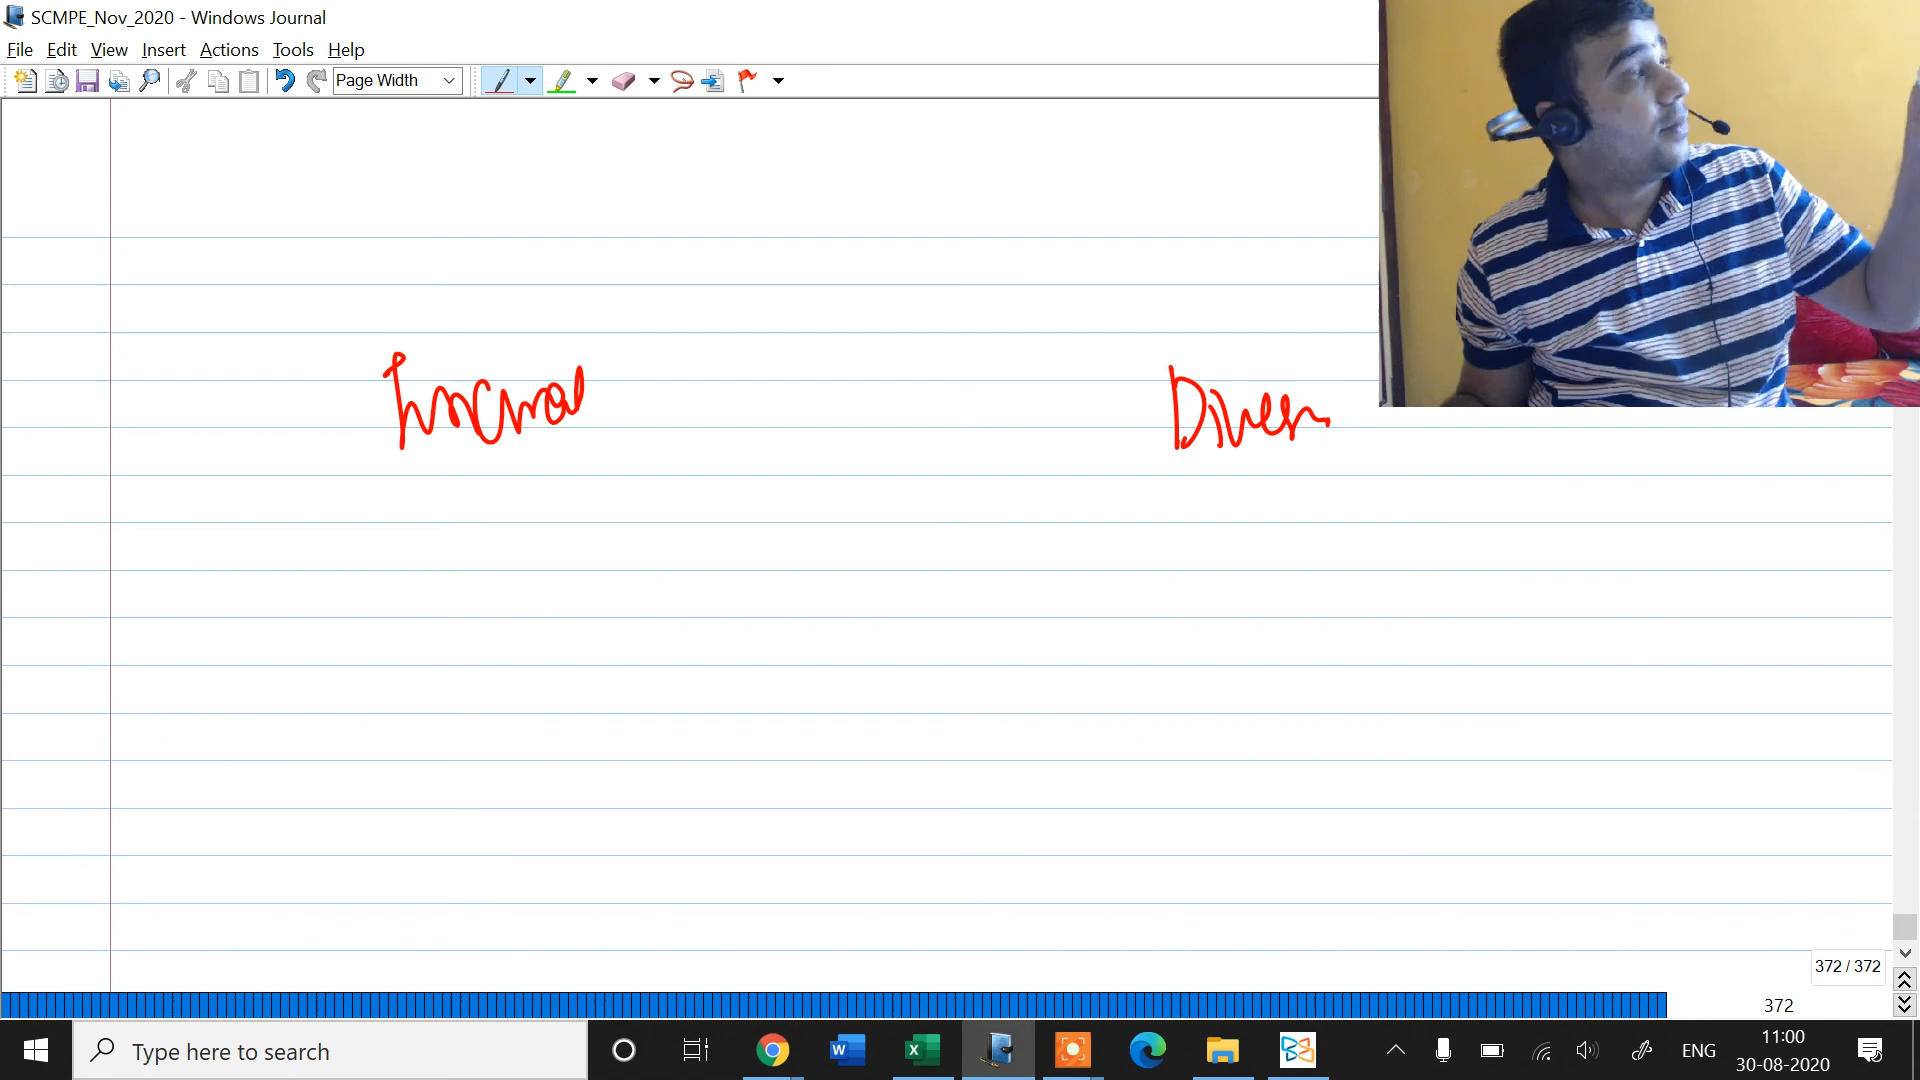 SCMPE_Nov_2020 - Windows Journal
File Edit View Insert Actions Tools Help
Page Width
372 / 372
372
Type here to search
ENG
11:00
30-08-2020